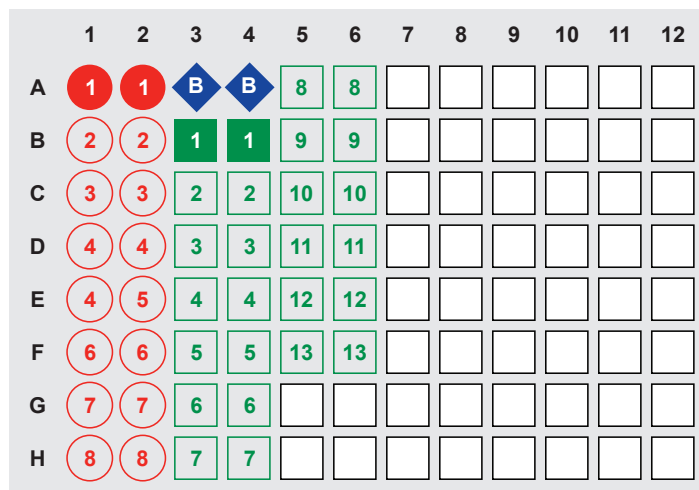 1 2 3 4 5 6 7 8 9 10 11 12
A 1 1 B B 8 8
B 2 2 1 1 9 9
C 3 3 2 2 10 10
D 4 4 3 3 11 11
E 4 5 4 4 12 12
F 6 6 5 5 13 13
G 7 7 6 6
H 8 8 7 7